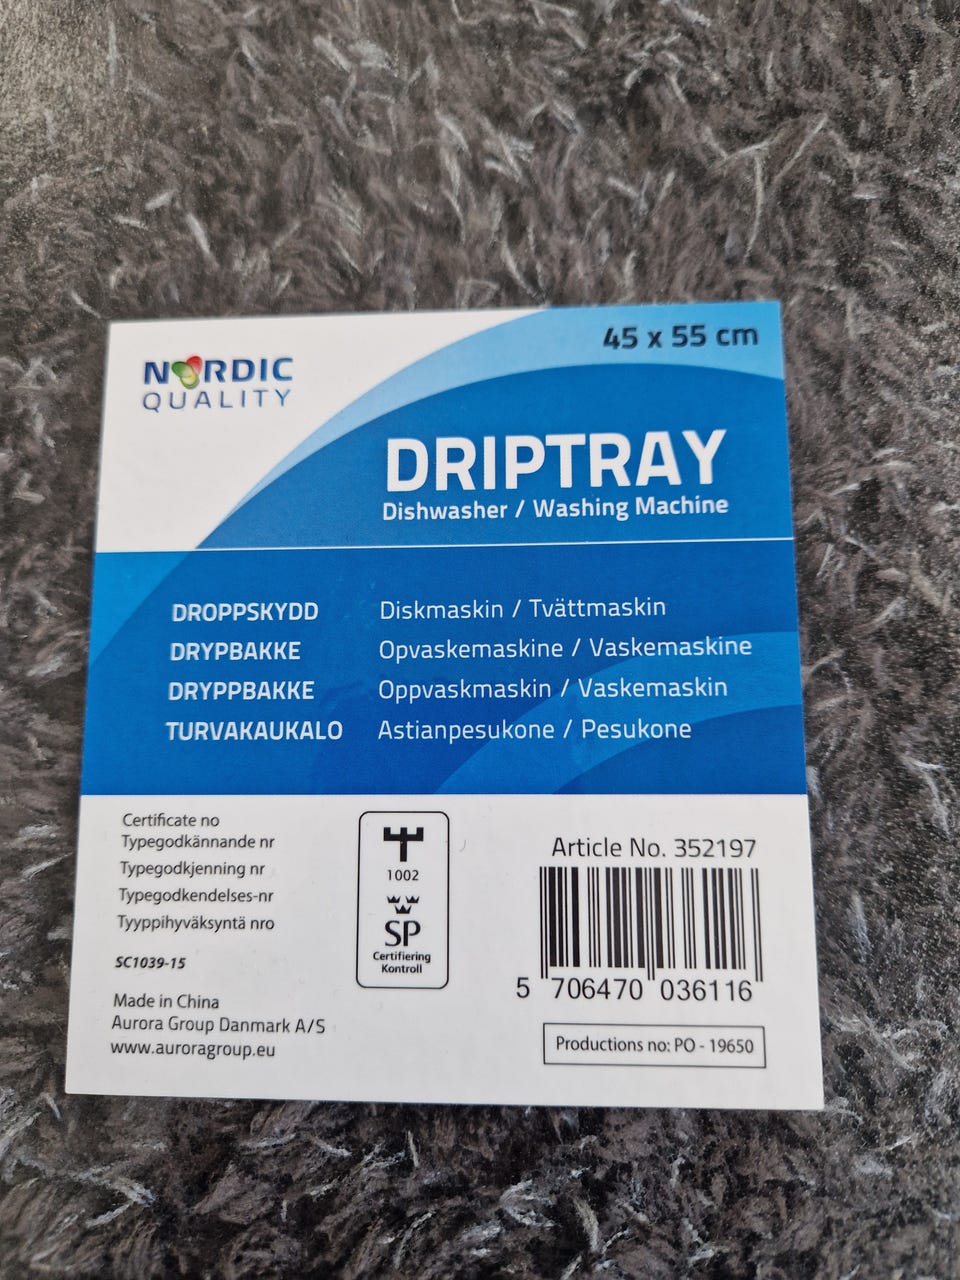 45 x 55 cm
NORDIC
QUALITY
DRIPTRAY
Dishwasher / Washing Machine
DROPPSKYDD Diskmaskin / Tvättmaskin
DRYPBAKKE Opvaskemaskine / Vaskemaskine
DRYPPBAKKE Oppvaskmaskin / Vaskemaskin
TURVAKAUKALO Astianpesukone / Pesukone
Certificate no
Typegodkännande nr
Typegodkjenning nr
Typegodkendelses-nr
Tyyppihyväksyntä nro
SC1039-15
Made in China
Aurora Group Danmark A/S
www.auroragroup.eu
1002
SP
Certifiering
Kontroll
Article No. 352197
5 706470 036116
Productions no: PO - 19650